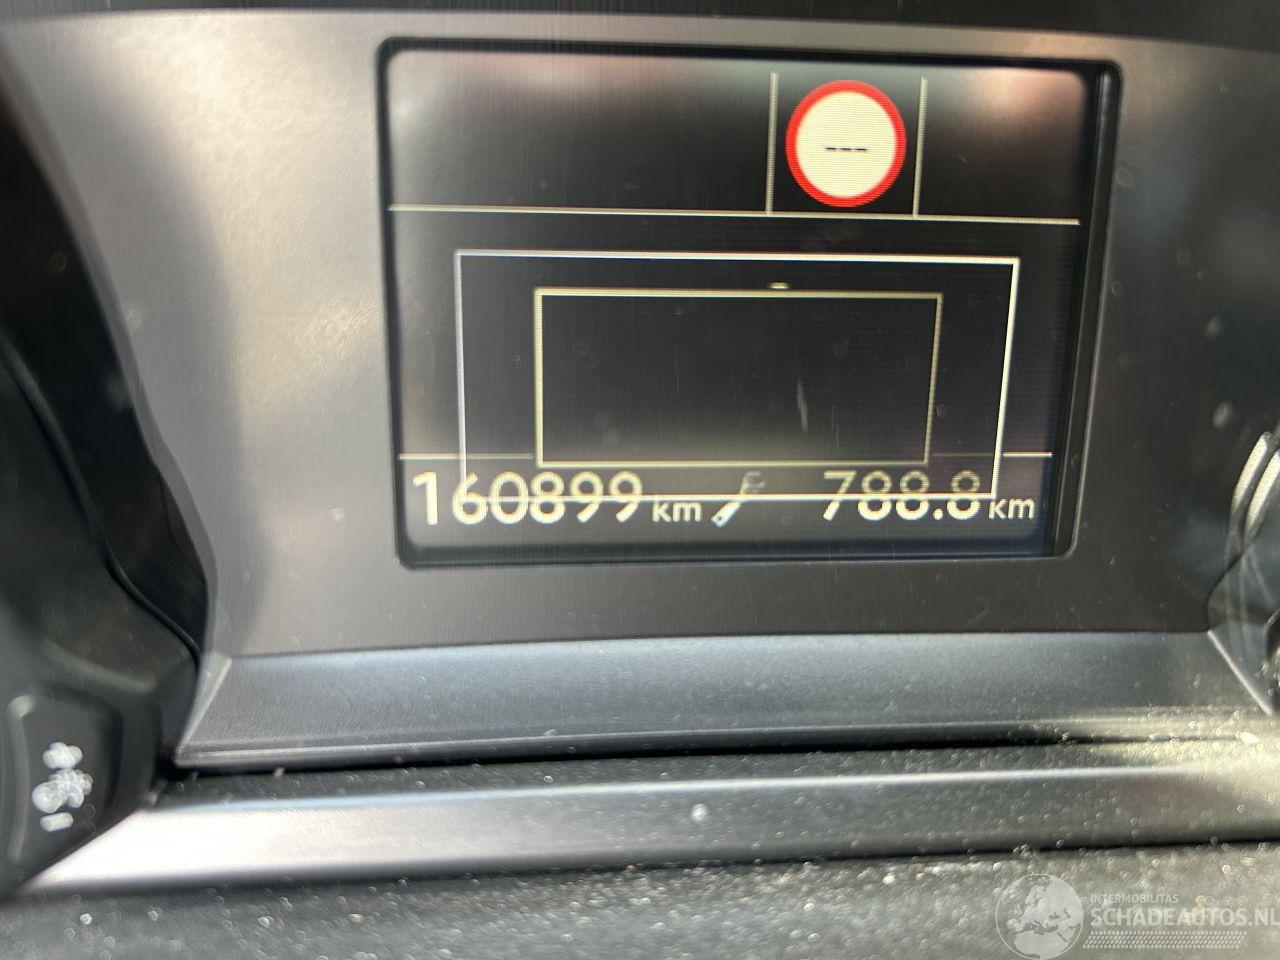 ---
160899 km 788.8 km
INTERMOBILITAS
SCHADEAUTOS.NL